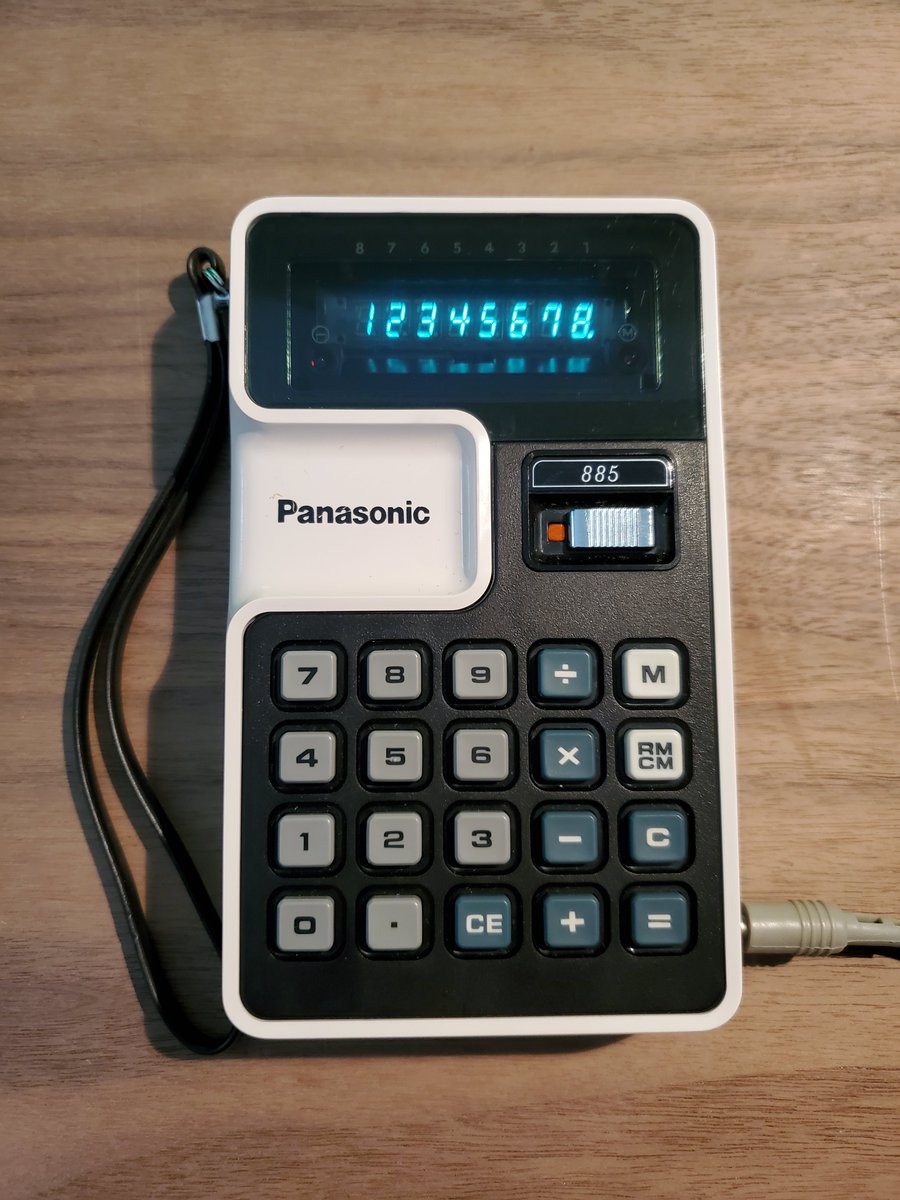 8 7 6 5 4 3 2 1
12345678.
− M
885
Panasonic
7 8 9 ÷ M
4 5 6 × RM CM
1 2 3 − C
0 . CE + =